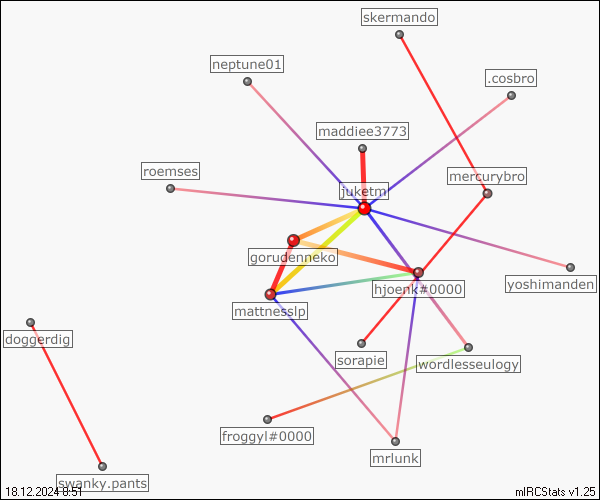 skermando
neptune01
.cosbro
maddiee3773
roemses
mercurybro
juketm
gorudenneko
yoshimanden
hjoenk#0000
mattnesslp
doggerdig
sorapie
wordlesseulogy
froggyl#0000
mrlunk
swanky.pants
18.12.2024 8:51
mIRCStats v1.25